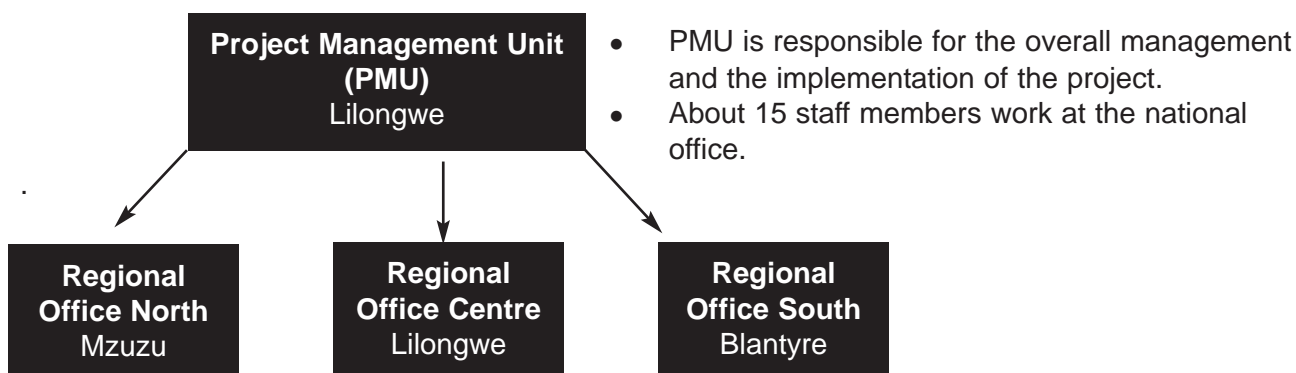 Project Management Unit
(PMU)
Lilongwe
● PMU is responsible for the overall management
and the implementation of the project.
● About 15 staff members work at the national
office.
.
Regional
Office North
Mzuzu
Regional
Office Centre
Lilongwe
Regional
Office South
Blantyre